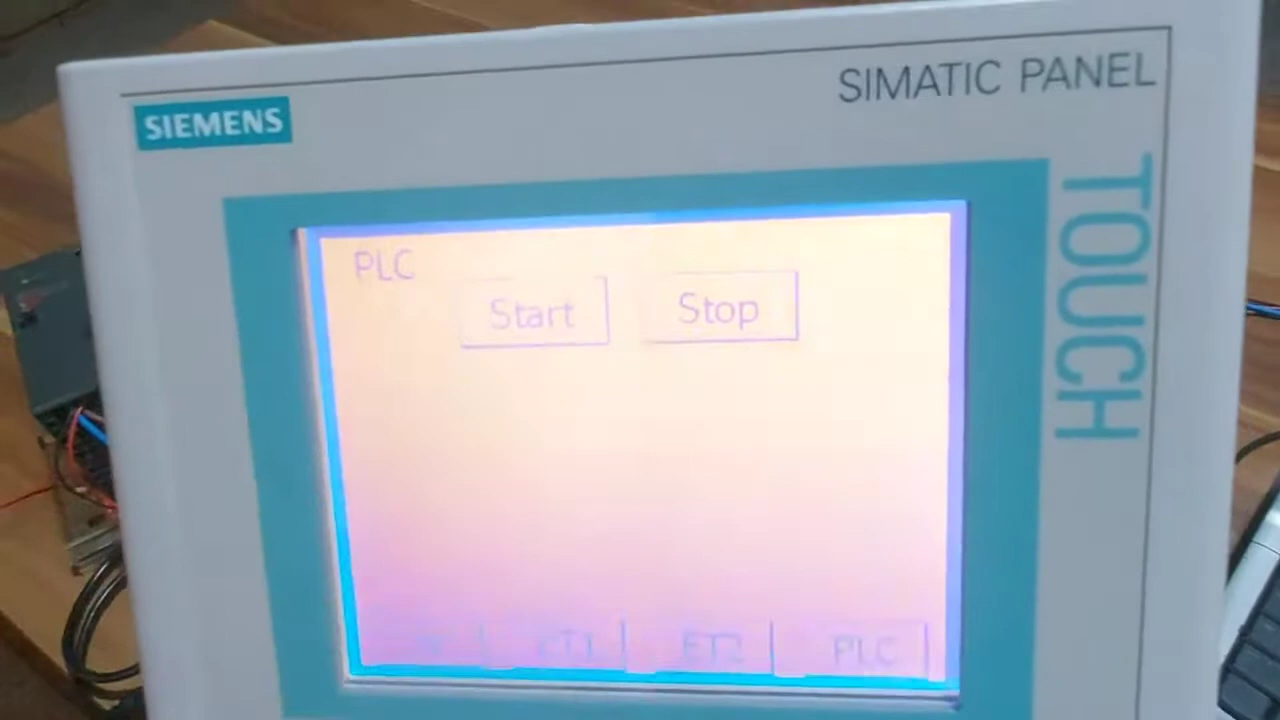 SIEMENS
SIMATIC PANEL
TOUCH
PLC
Start
Stop
ET1
ET2
PLC